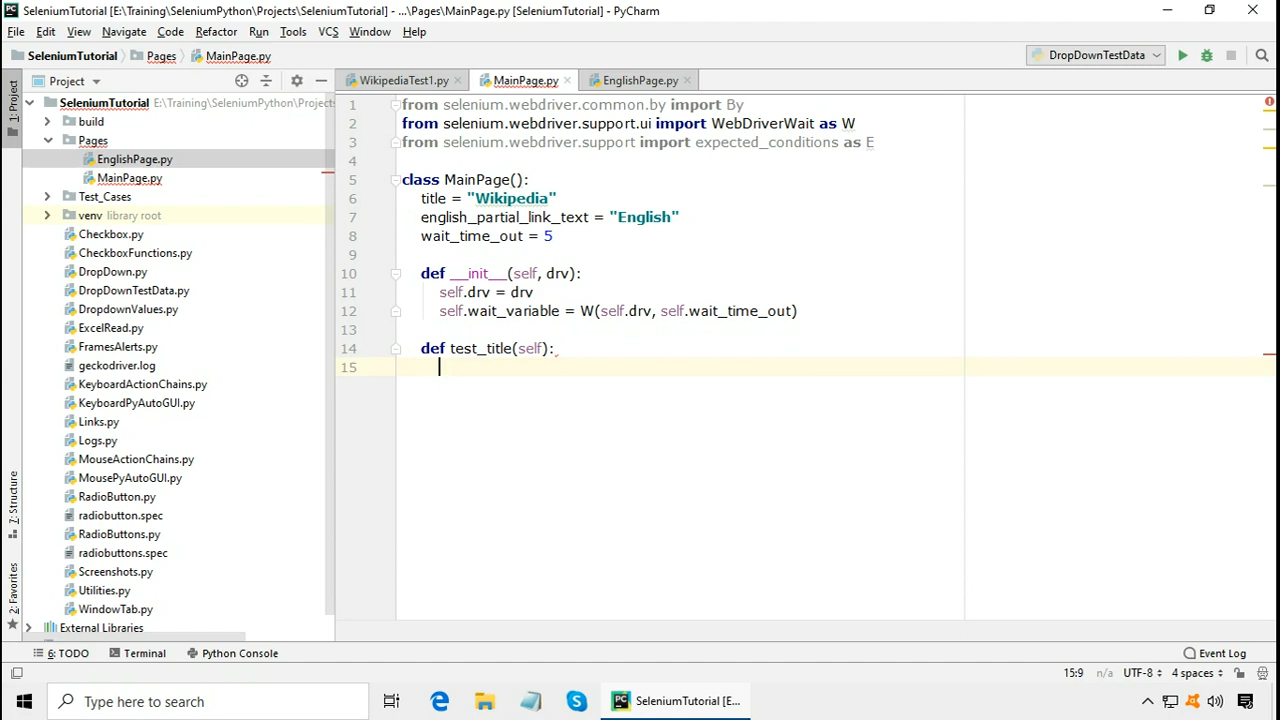 SeleniumTutorial [E:\Training\SeleniumPython\Projects\SeleniumTutorial] - ...\Pages\MainPage.py [SeleniumTutorial] - PyCharm
File Edit View Navigate Code Refactor Run Tools VCS Window Help
SeleniumTutorial Pages MainPage.py DropDownTestData
Project WikipediaTest1.py MainPage.py EnglishPage.py
1: Project
SeleniumTutorial E:\Training\SeleniumPython\Projects
build
Pages
EnglishPage.py
MainPage.py
Test_Cases
venv library root
Checkbox.py
CheckboxFunctions.py
DropDown.py
DropDownTestData.py
DropdownValues.py
ExcelRead.py
FramesAlerts.py
geckodriver.log
KeyboardActionChains.py
KeyboardPyAutoGUI.py
Links.py
Logs.py
MouseActionChains.py
MousePyAutoGUI.py
RadioButton.py
radiobutton.spec
RadioButtons.py
radiobuttons.spec
Screenshots.py
Utilities.py
WindowTab.py
External Libraries
7: Structure
2: Favorites
1 from selenium.webdriver.common.by import By
2 from selenium.webdriver.support.ui import WebDriverWait as W
3 from selenium.webdriver.support import expected_conditions as E
4
5 class MainPage():
6 title = "Wikipedia"
7 english_partial_link_text = "English"
8 wait_time_out = 5
9
10 def __init__(self, drv):
11 self.drv = drv
12 self.wait_variable = W(self.drv, self.wait_time_out)
13
14 def test_title(self):
15
6: TODO Terminal Python Console Event Log
15:9 n/a UTF-8 4 spaces
Type here to search SeleniumTutorial [E...